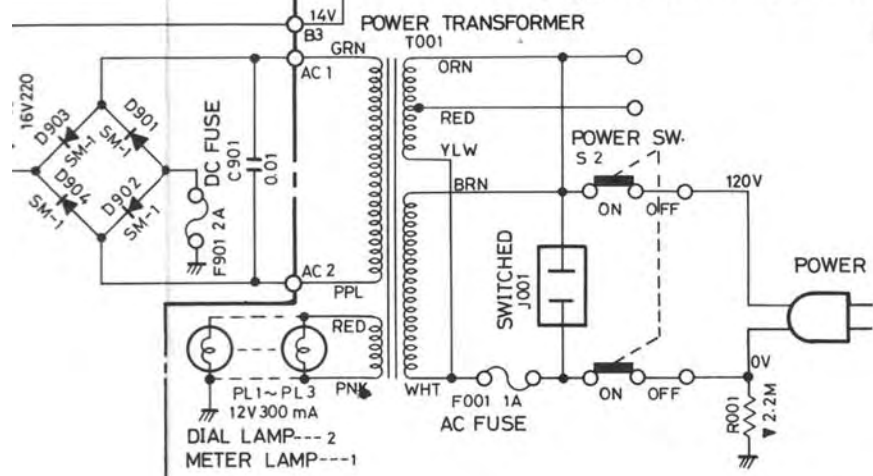 14V
B3
POWER TRANSFORMER
T001
GRN
ORN
AC 1
16V220
D903
SM-1
D901
SM-1
D904
SM-1
D902
SM-1
DC FUSE
F901 2A
C901
0.01
RED
YLW
POWER SW.
S 2
BRN
ON
OFF
120V
SWITCHED
J001
POWER
AC 2
PPL
RED
PNK
WHT
F001 1A
AC FUSE
ON
OFF
0V
R001
▼2.2M
PL1~PL3
12V 300mA
DIAL LAMP---2
METER LAMP---1